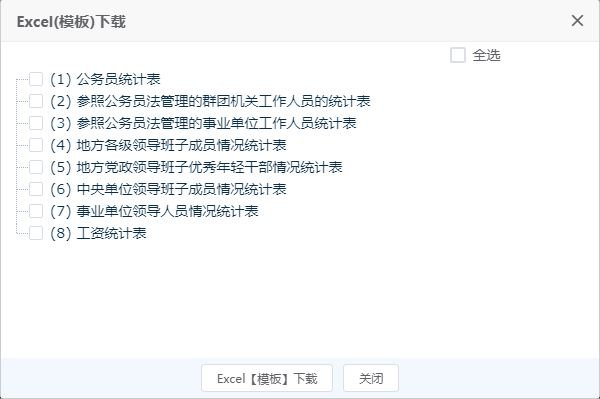 Excel(模板)下载
全选
(1) 公务员统计表
(2) 参照公务员法管理的群团机关工作人员的统计表
(3) 参照公务员法管理的事业单位工作人员统计表
(4) 地方各级领导班子成员情况统计表
(5) 地方党政领导班子优秀年轻干部情况统计表
(6) 中央单位领导班子成员情况统计表
(7) 事业单位领导人员情况统计表
(8) 工资统计表
Excel【模板】下载 关闭